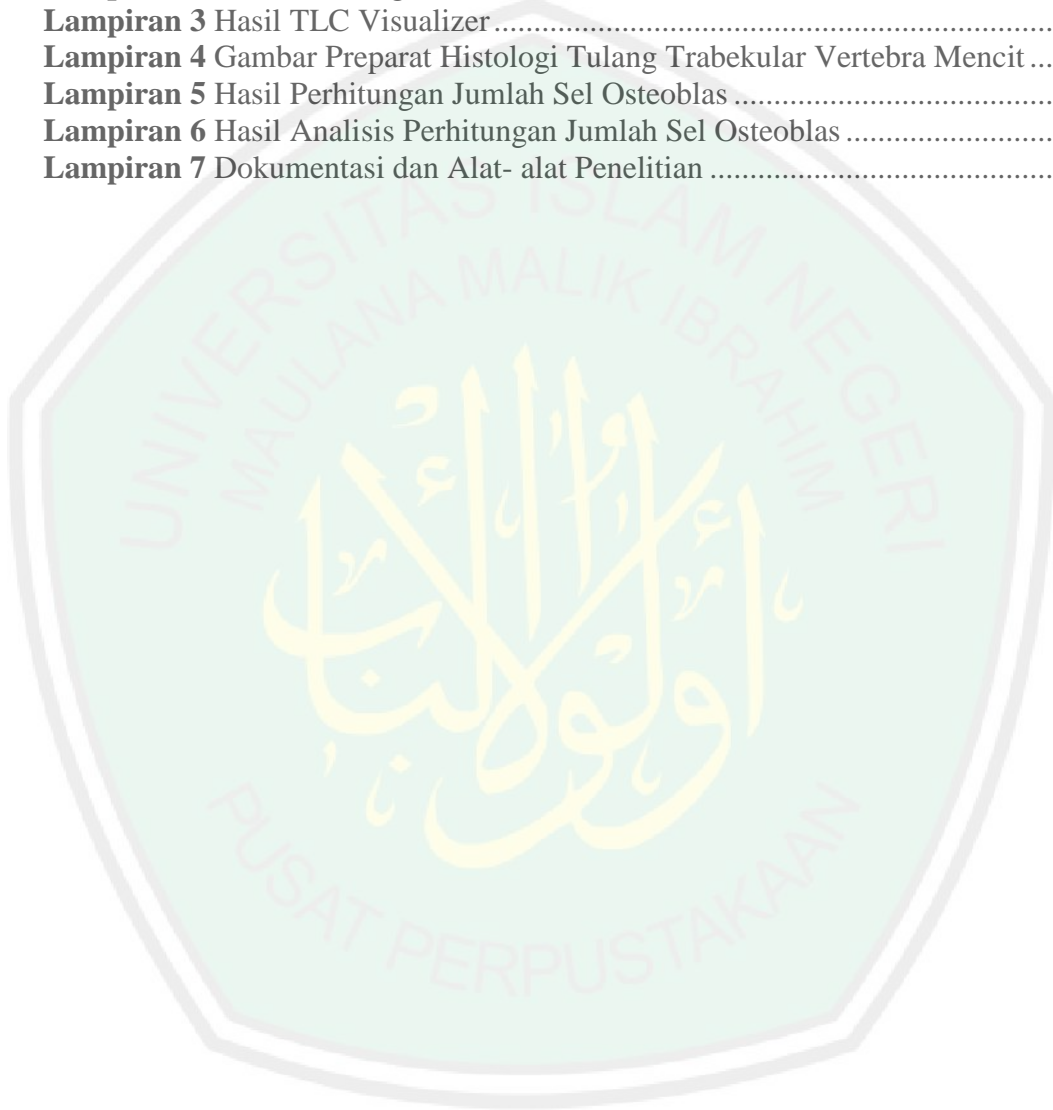 Lampiran 3 Hasil TLC Visualizer
Lampiran 4 Gambar Preparat Histologi Tulang Trabekular Vertebra Mencit
Lampiran 5 Hasil Perhitungan Jumlah Sel Osteoblas
Lampiran 6 Hasil Analisis Perhitungan Jumlah Sel Osteoblas
Lampiran 7 Dokumentasi dan Alat- alat Penelitian
UNIVERSITAS ISLAM NEGERI
MAULANA MALIK IBRAHIM
أولو الألباب
PUSAT PERPUSTAKAAN